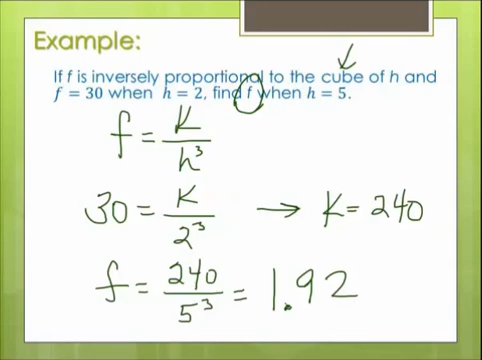 Example:
If f is inversely proportional to the cube of h and
f = 30 when h = 2, find f when h = 5.
f = K/h³
30 = K/2³ → K = 240
f = 240/5³ = 1.92